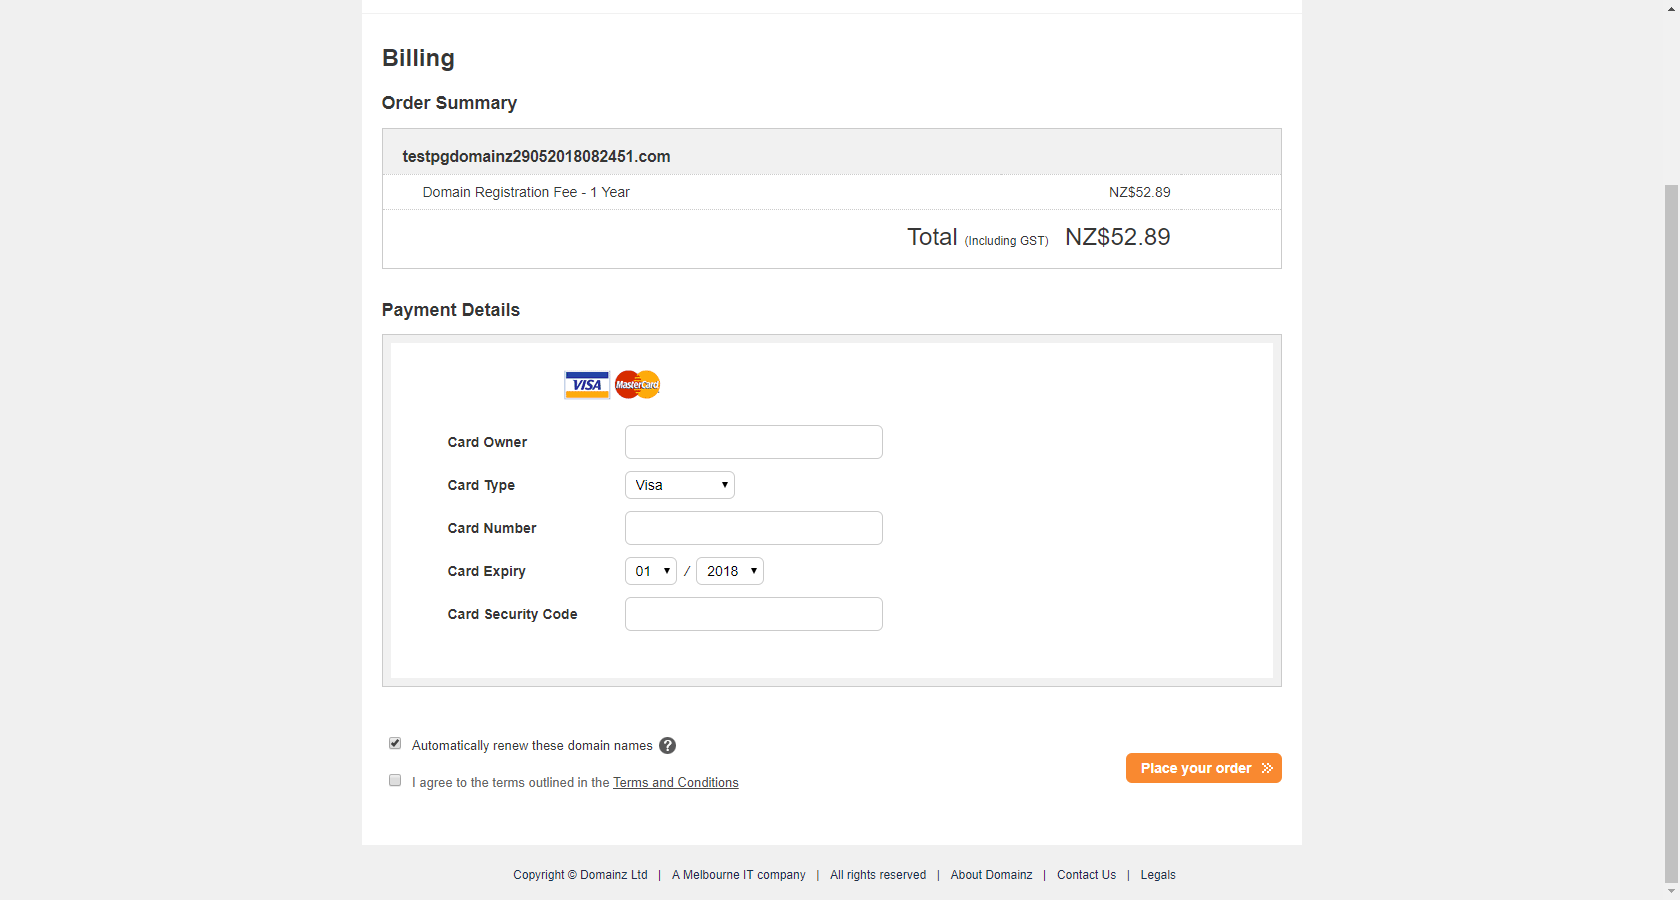 Billing
Order Summary
testpgdomainz29052018082451.com
Domain Registration Fee - 1 Year NZ$52.89
Total (Including GST) NZ$52.89
Payment Details
VISA MasterCard
Card Owner
Card Type Visa
Card Number
Card Expiry 01 / 2018
Card Security Code
Automatically renew these domain names ?
I agree to the terms outlined in the Terms and Conditions
Place your order
Copyright © Domainz Ltd | A Melbourne IT company | All rights reserved | About Domainz | Contact Us | Legals